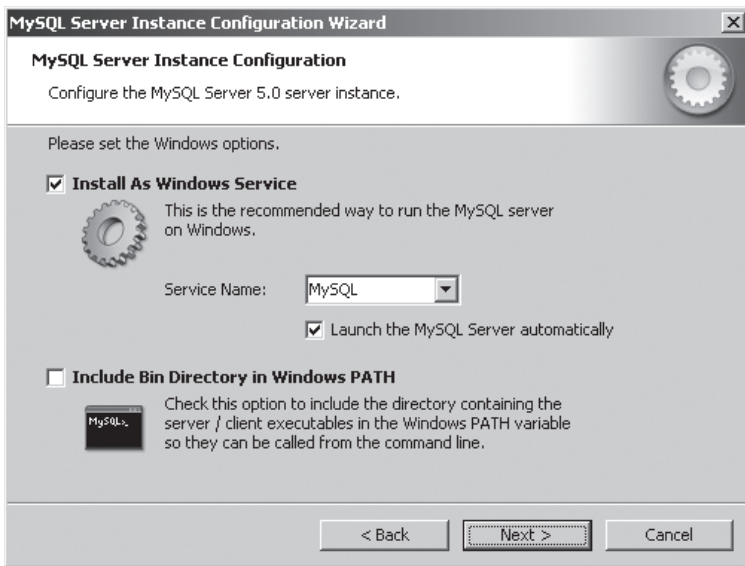 MySQL Server Instance Configuration Wizard
MySQL Server Instance Configuration
Configure the MySQL Server 5.0 server instance.
Please set the Windows options.
Install As Windows Service
This is the recommended way to run the MySQL server
on Windows.
Service Name:
MySQL
Launch the MySQL Server automatically
Include Bin Directory in Windows PATH
MySQL>_
Check this option to include the directory containing the
server / client executables in the Windows PATH variable
so they can be called from the command line.
< Back
Next >
Cancel